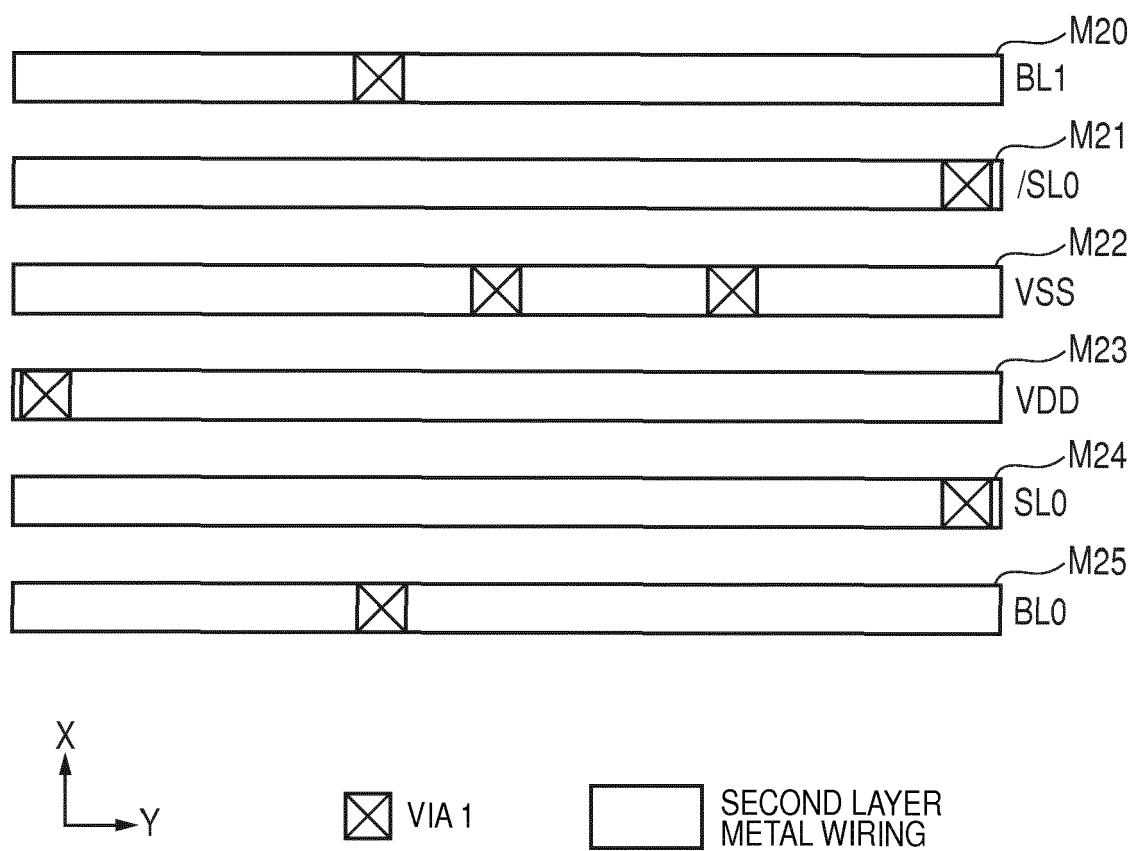 M20
BL1
M21
/SL0
M22
VSS
M23
VDD
M24
SL0
M25
BL0
X
Y
VIA 1
SECOND LAYER
METAL WIRING